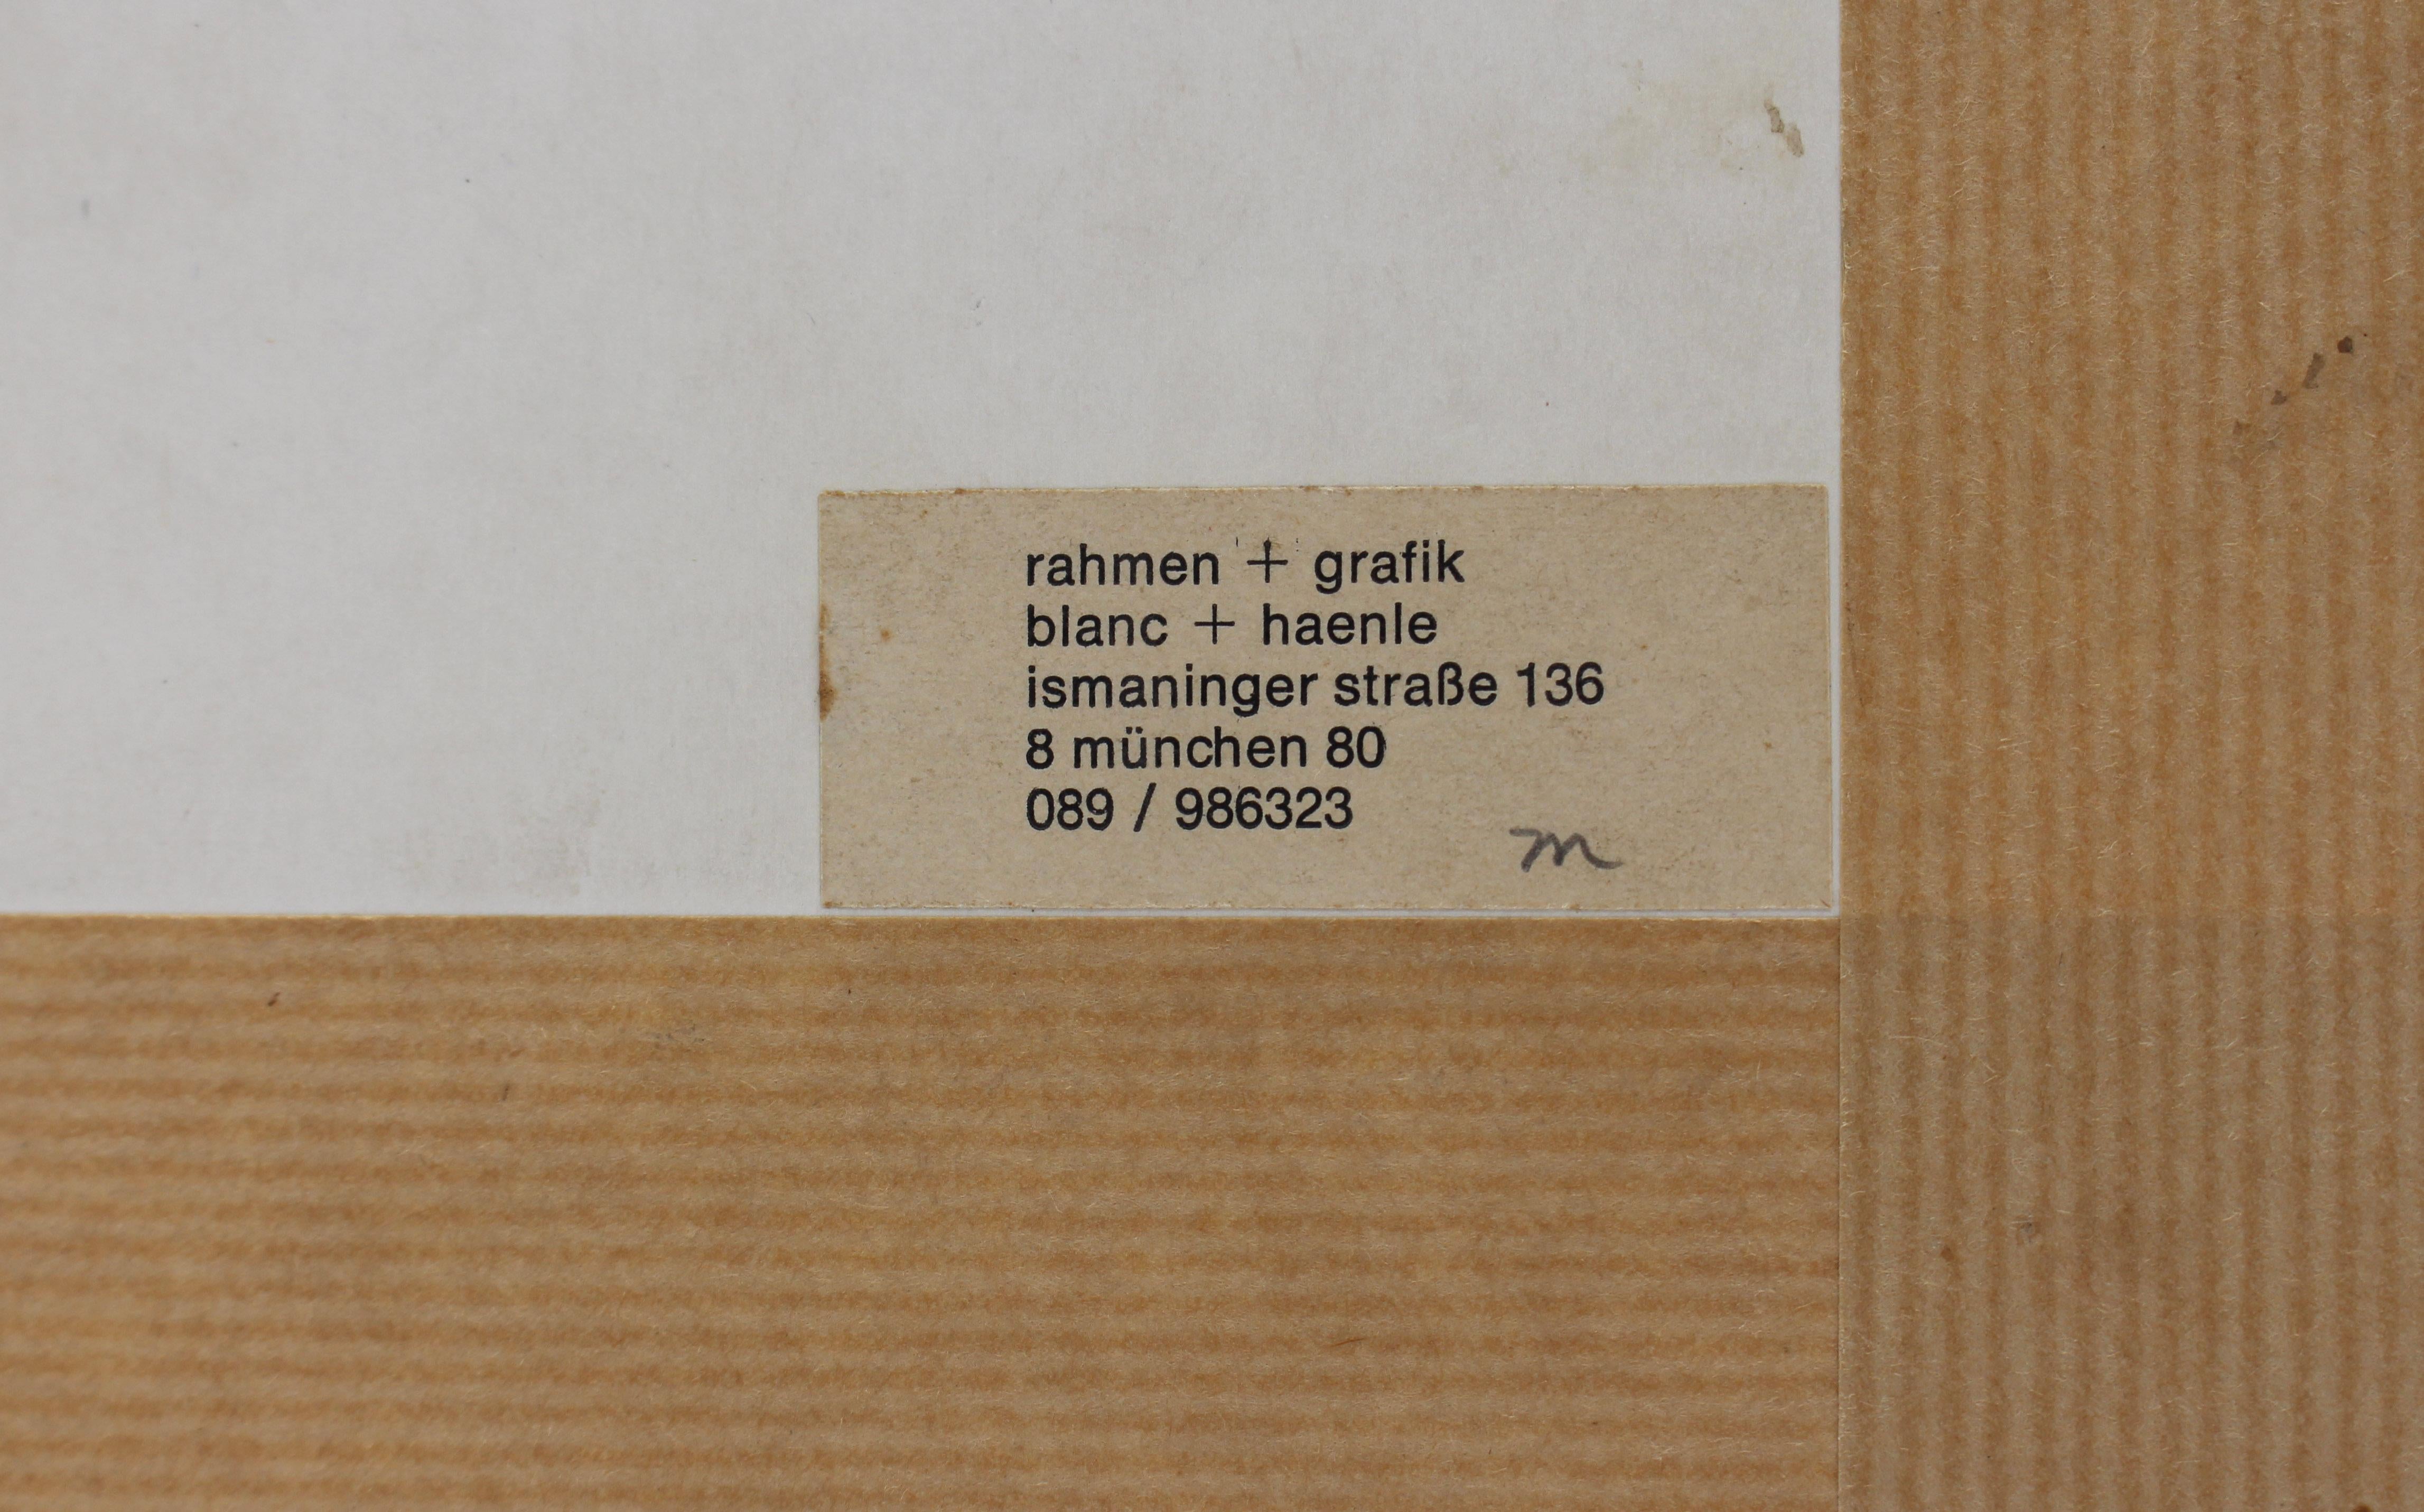 rahmen + grafik
blanc + haenle
ismaninger straße 136
8 münchen 80
089 / 986323
m